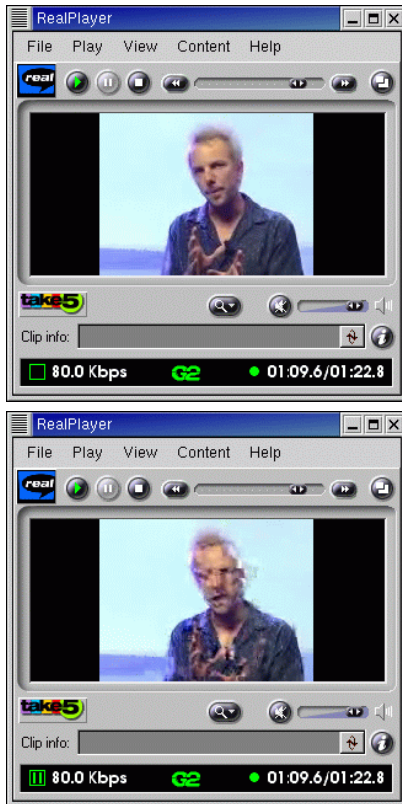 RealPlayer
File Play View Content Help
real
take5
Clip info:
80.0 Kbps G2 01:09.6/01:22.8
RealPlayer
File Play View Content Help
real
take5
Clip info:
80.0 Kbps G2 01:09.6/01:22.8